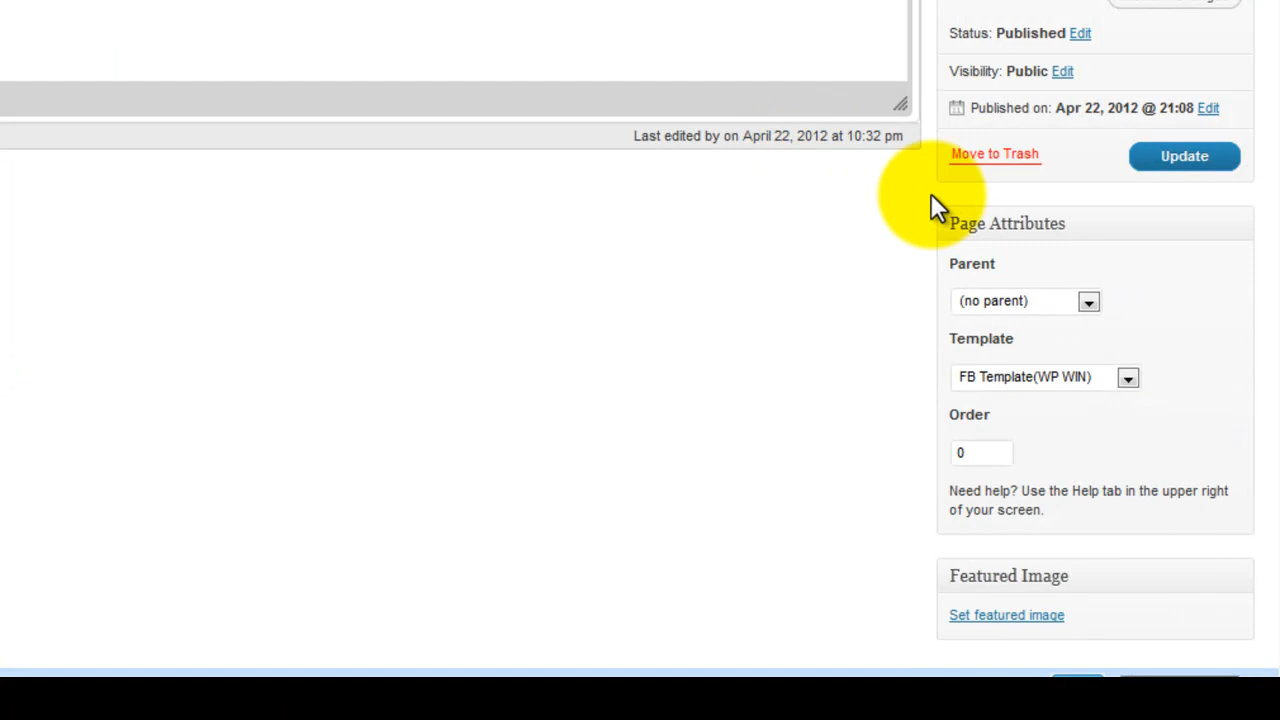 Status: Published Edit
Visibility: Public Edit
Published on: Apr 22, 2012 @ 21:08 Edit
Last edited by on April 22, 2012 at 10:32 pm
Move to Trash
Update
Page Attributes
Parent
(no parent)
Template
FB Template(WP WIN)
Order
0
Need help? Use the Help tab in the upper right
of your screen.
Featured Image
Set featured image